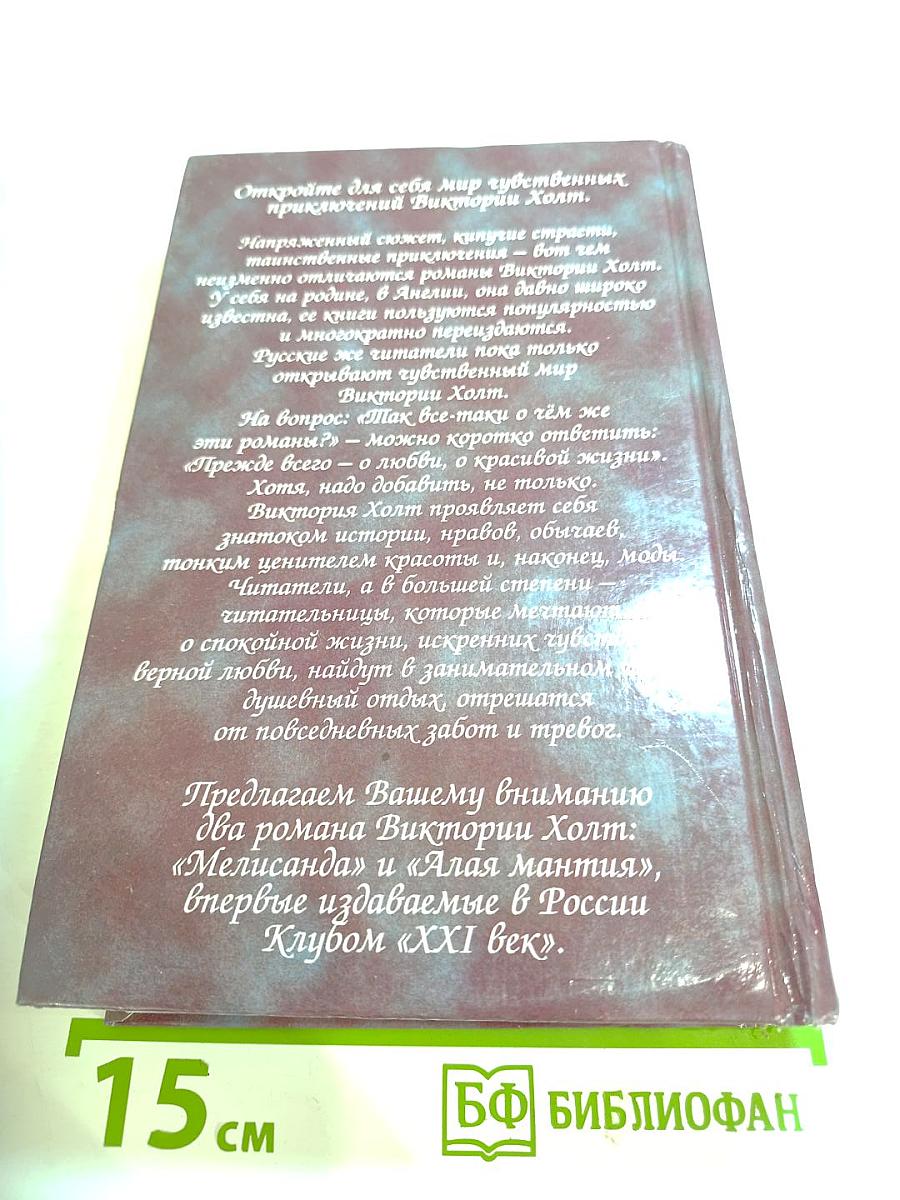 Откройте для себя мир чувственных
приключений Виктории Холт.
Напряженный сюжет, кипучие страсти,
таинственные приключения – вот чем
неизменно отличаются романы Виктории Холт.
У себя на родине, в Англии, она давно широко
известна, ее книги пользуются популярностью
и многократно переиздаются.
Русские же читатели пока только
открывают чувственный мир
Виктории Холт.
На вопрос: «Так все-таки о чём же
эти романы?» – можно коротко ответить:
«Прежде всего – о любви, о красивой жизни».
Хотя, надо добавить, не только.
Виктория Холт проявляет себя
знатоком истории, нравов, обычаев,
тонким ценителем красоты и, наконец, моды.
Читатели, а в большей степени –
читательницы, которые мечтают
о спокойной жизни, искренних
верной любви, найдут в занимательном
душевный отдых, отрешатся
от повседневных забот и тревог.
Предлагаем Вашему вниманию
два романа Виктории Холт:
«Мелисанда» и «Алая мантия»,
впервые издаваемые в России
Клубом «XXI век».
15 см
БФ БИБЛИОФАН